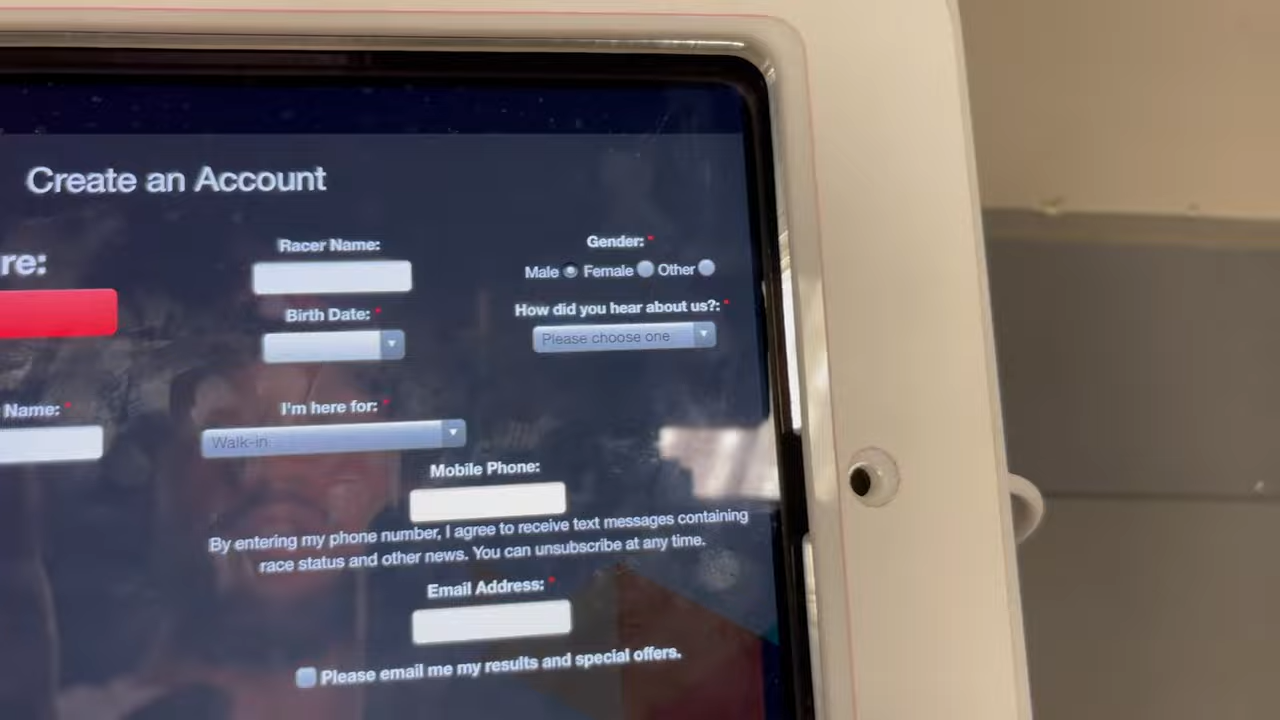 Create an Account
re:
Racer Name:
Gender: *
Male Female Other
Birth Date: *
How did you hear about us?: *
Please choose one
Name: *
I'm here for: *
Walk-in
Mobile Phone:
By entering my phone number, I agree to receive text messages containing
race status and other news. You can unsubscribe at any time.
Email Address: *
Please email me my results and special offers.